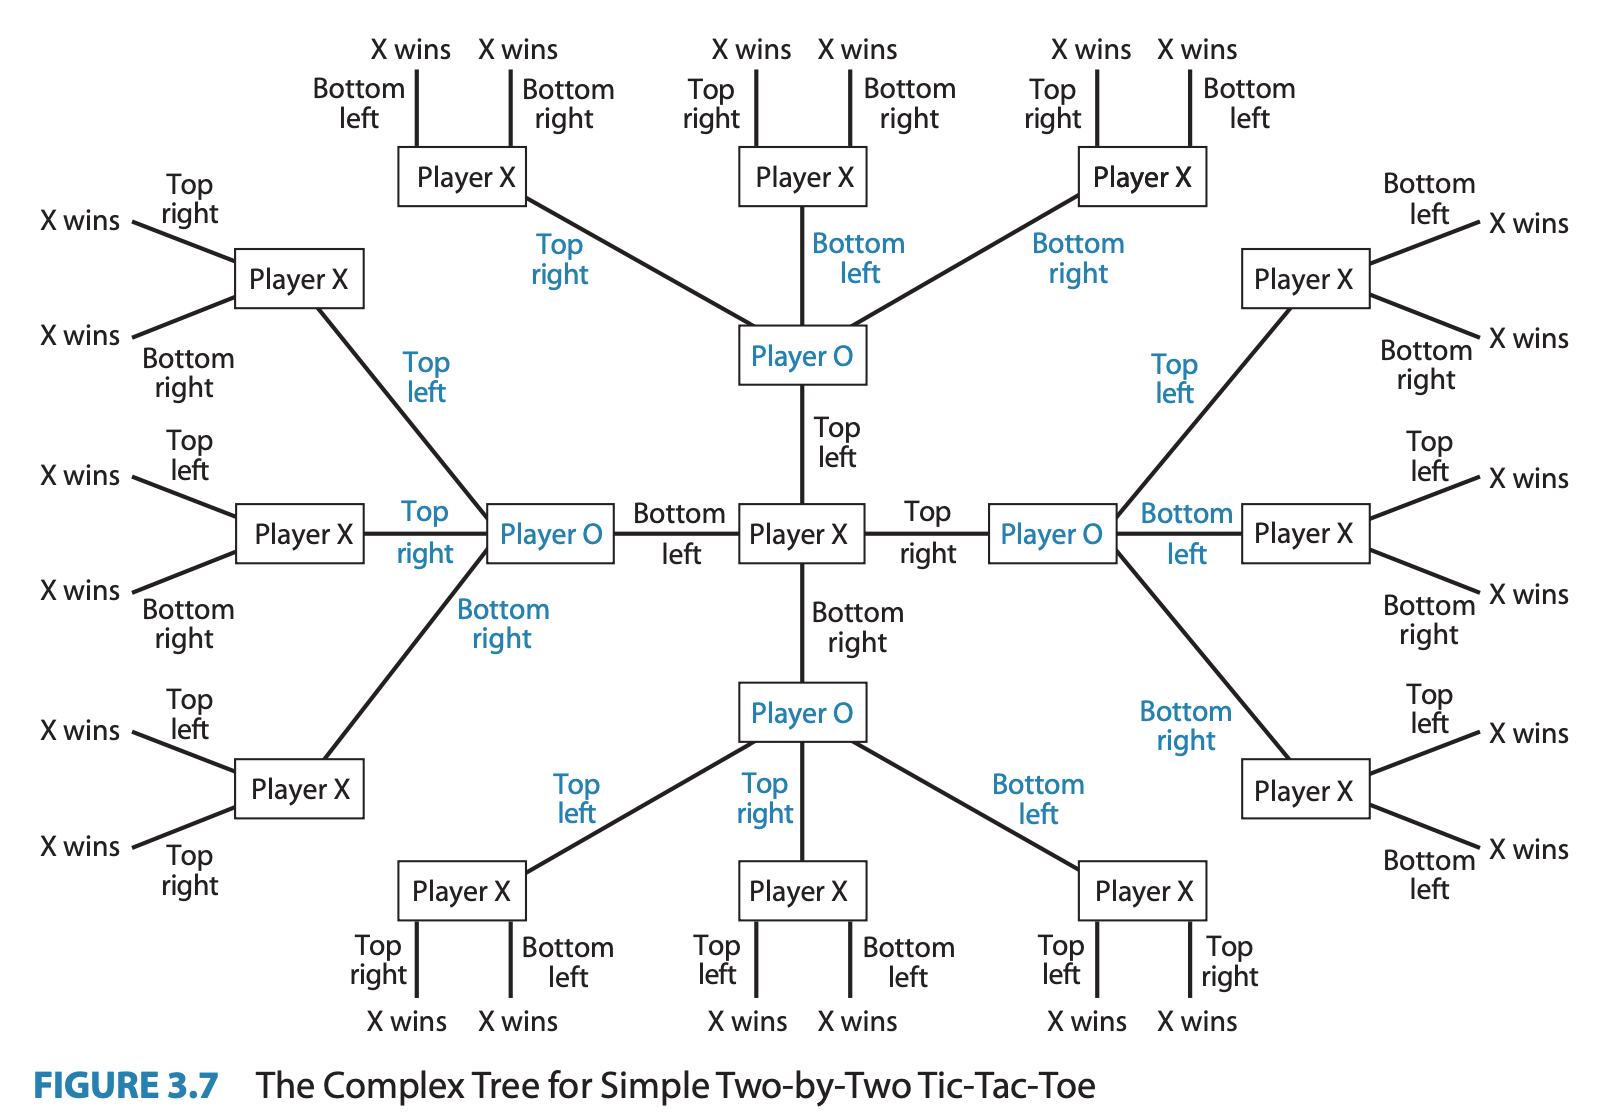 X wins X wins X wins X wins X wins X wins
Bottom
left
Bottom
right
Top
right
Bottom
right
Top
right
Bottom
left
Player X
Player X
Player X
Top
right
Bottom
left
Bottom
right
X wins
Top
right
Player X
X wins
Bottom
right
Bottom
left
X wins
Player X
X wins
Bottom
right
Player O
Top
left
Top
left
Top
left
X wins
Top
left
Player X
X wins
Bottom
right
Top
right
Player O
Bottom
left
Player X
Top
right
Player O
Bottom
left
Player X
Top
left
X wins
Bottom
right
X wins
Bottom
right
Bottom
right
Bottom
right
X wins
Top
left
Player X
X wins
Top
right
Player O
Top
left
X wins
Player X
Bottom
left
X wins
Top
left
Top
right
Bottom
left
Player X
Player X
Player X
Top
right
Bottom
left
Top
left
Bottom
left
Top
left
Top
right
X wins X wins X wins X wins X wins X wins
FIGURE 3.7 The Complex Tree for Simple Two-by-Two Tic-Tac-Toe